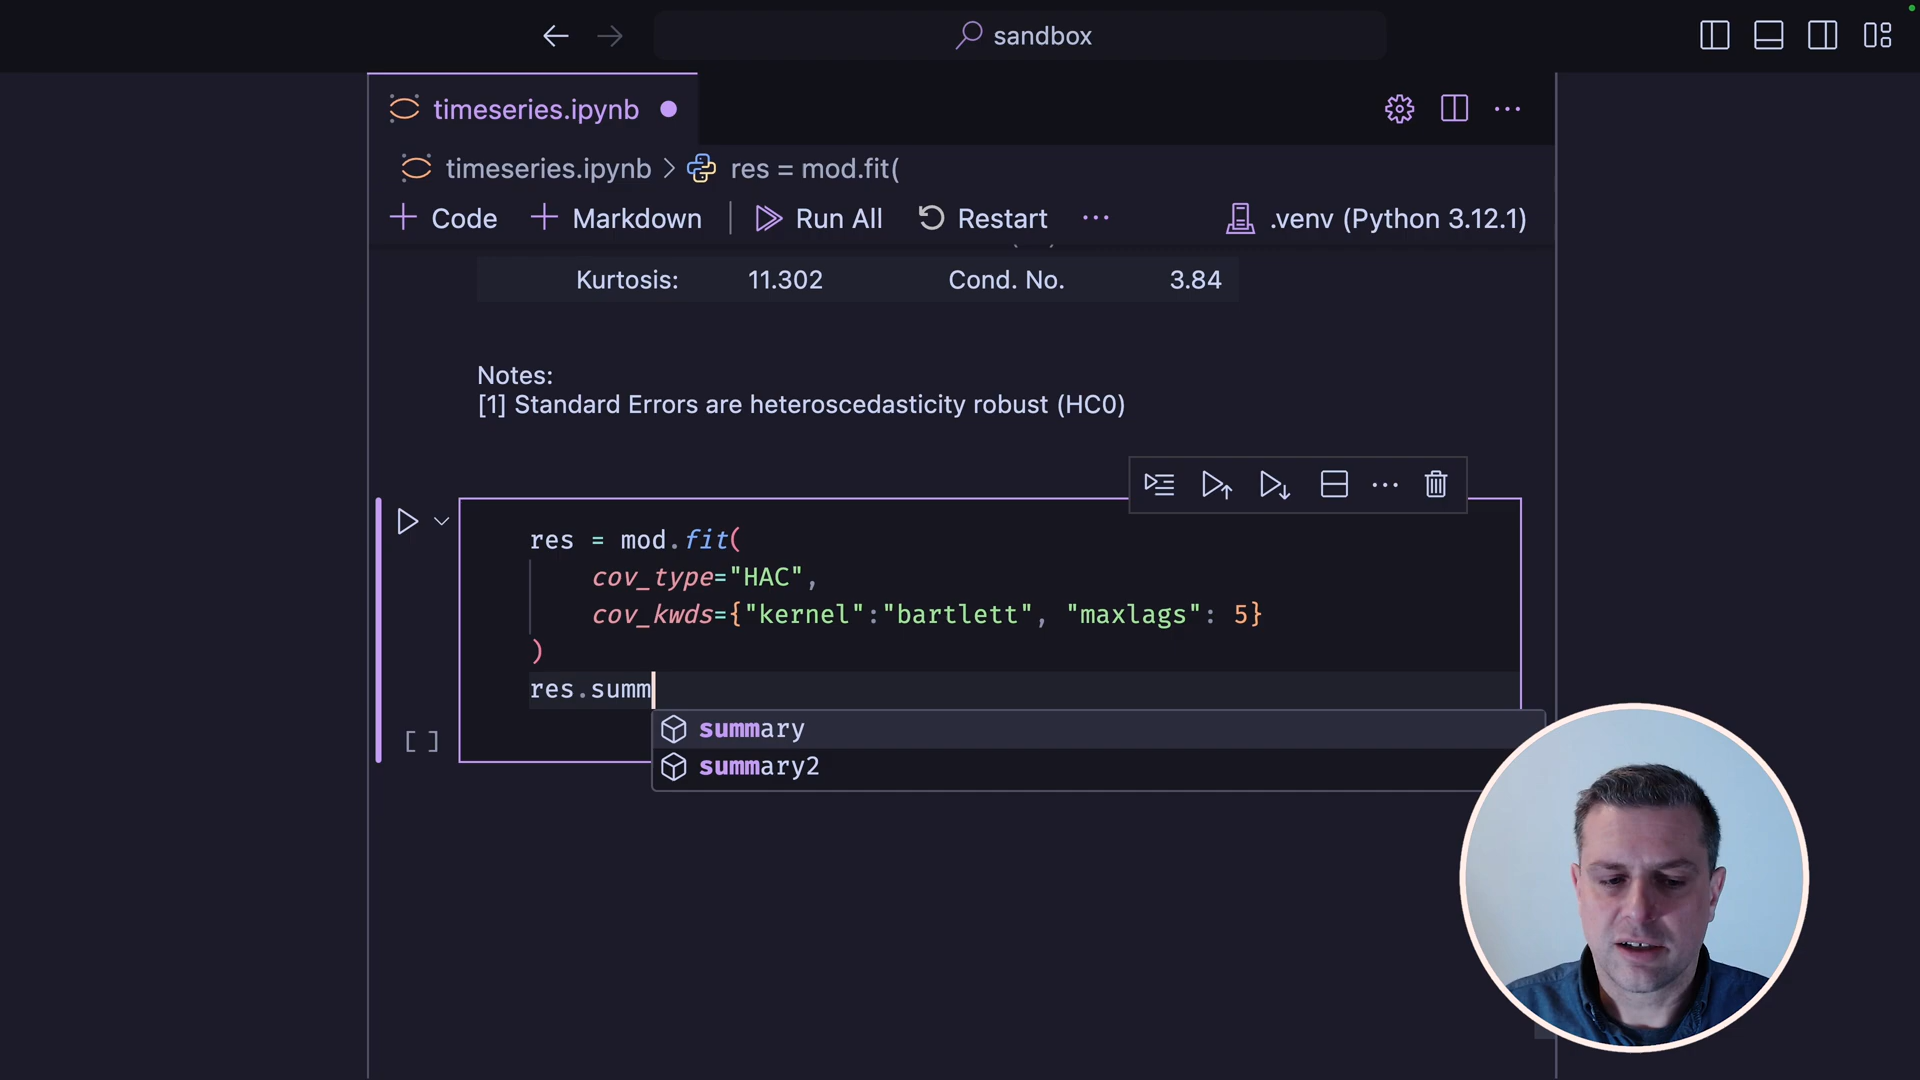 sandbox
timeseries.ipynb
timeseries.ipynb > res = mod.fit(
+ Code + Markdown Run All Restart ··· .venv (Python 3.12.1)
Kurtosis: 11.302 Cond. No. 3.84
Notes:
[1] Standard Errors are heteroscedasticity robust (HC0)
res = mod.fit(
cov_type="HAC",
cov_kwds={"kernel":"bartlett", "maxlags": 5}
)
res.summ
summary
[ ]
summary2